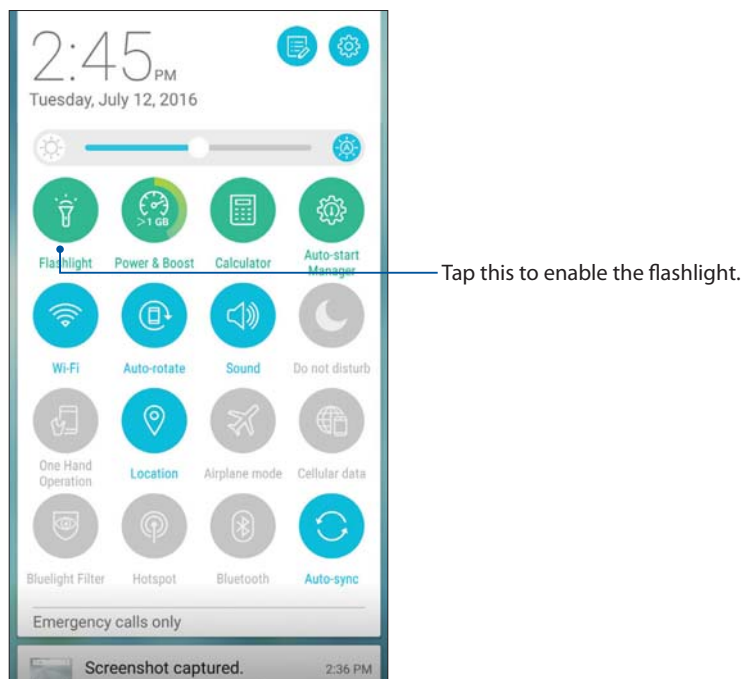 2:45 PM
Tuesday, July 12, 2016
A
>1 GB
Flashlight Power & Boost Calculator Auto-start
Manager
Tap this to enable the flashlight.
Wi-Fi Auto-rotate Sound Do not disturb
One Hand
Operation
Location Airplane mode Cellular data
Bluelight Filter Hotspot Bluetooth Auto-sync
Emergency calls only
Screenshot captured. 2:36 PM